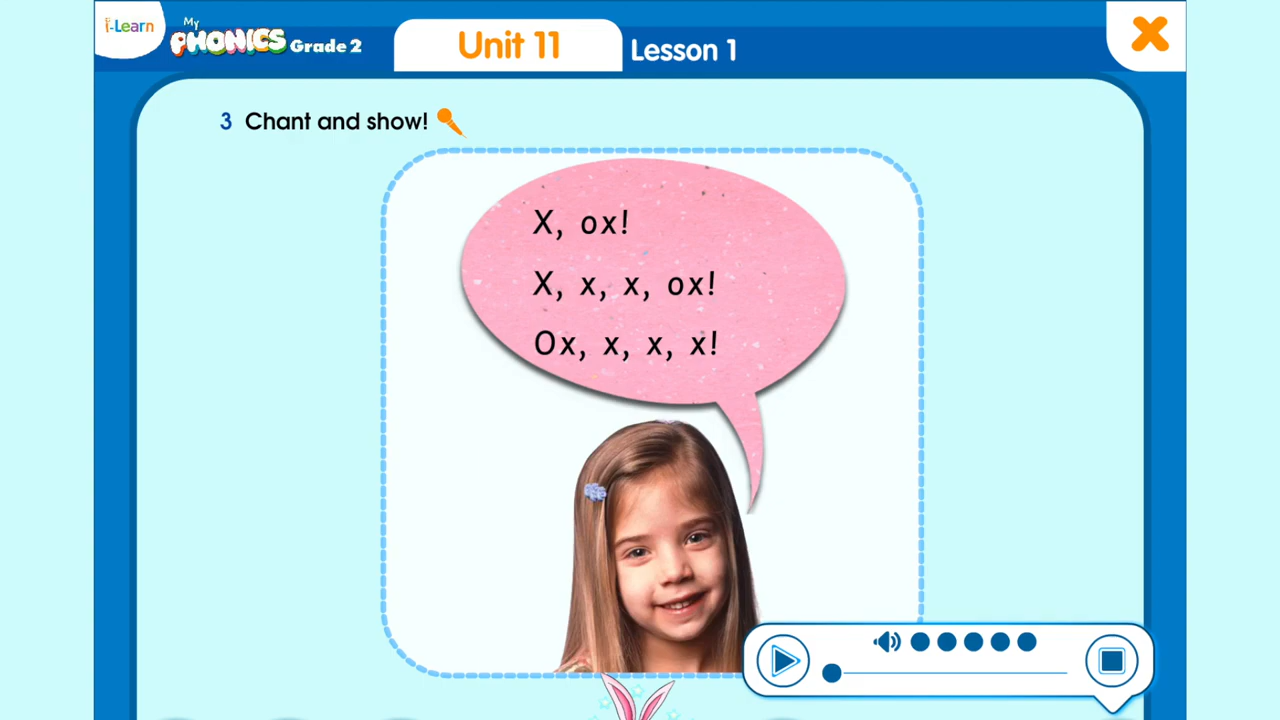 i-Learn
My
PHONICS Grade 2
Unit 11
Lesson 1
3 Chant and show!
X, ox!
X, x, x, ox!
Ox, x, x, x!